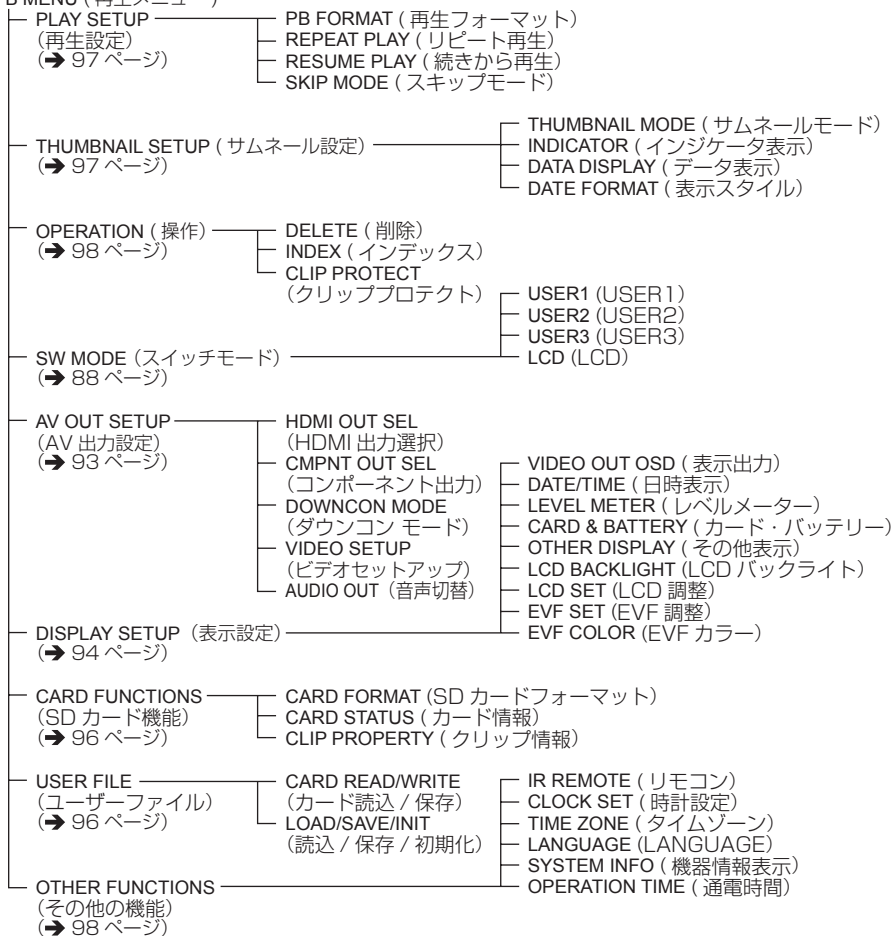 PLAY SETUP
(再生設定)
(➔ 97 ページ)
PB FORMAT ( 再生フォーマット)
REPEAT PLAY ( リピート再生)
RESUME PLAY ( 続きから再生)
SKIP MODE ( スキップモード)
THUMBNAIL SETUP ( サムネール設定)
(➔ 97 ページ)
THUMBNAIL MODE ( サムネールモード)
INDICATOR ( インジケータ表示)
DATA DISPLAY ( データ表示)
DATE FORMAT ( 表示スタイル)
OPERATION ( 操作)
(➔ 98 ページ)
DELETE ( 削除)
INDEX ( インデックス)
CLIP PROTECT
(クリッププロテクト)
SW MODE (スイッチモード)
(➔ 88 ページ)
USER1 (USER1)
USER2 (USER2)
USER3 (USER3)
LCD (LCD)
AV OUT SETUP
(AV 出力設定)
(➔ 93 ページ)
HDMI OUT SEL
(HDMI 出力選択)
CMPNT OUT SEL
(コンポーネント出力)
DOWNCON MODE
(ダウンコン モード)
VIDEO SETUP
(ビデオセットアップ)
AUDIO OUT (音声切替)
DISPLAY SETUP (表示設定)
(➔ 94 ページ)
VIDEO OUT OSD ( 表示出力)
DATE/TIME ( 日時表示)
LEVEL METER ( レベルメーター)
CARD & BATTERY ( カード・バッテリー)
OTHER DISPLAY ( その他表示)
LCD BACKLIGHT (LCD バックライト)
LCD SET (LCD 調整)
EVF SET (EVF 調整)
EVF COLOR (EVF カラー)
CARD FUNCTIONS
(SD カード機能)
(➔ 96 ページ)
CARD FORMAT (SD カードフォーマット)
CARD STATUS ( カード情報)
CLIP PROPERTY ( クリップ情報)
USER FILE
(ユーザーファイル)
(➔ 96 ページ)
CARD READ/WRITE
(カード読込 / 保存)
LOAD/SAVE/INIT
(読込 / 保存 / 初期化)
OTHER FUNCTIONS
(その他の機能)
(➔ 98 ページ)
IR REMOTE ( リモコン)
CLOCK SET ( 時計設定)
TIME ZONE ( タイムゾーン)
LANGUAGE (LANGUAGE)
SYSTEM INFO ( 機器情報表示)
OPERATION TIME ( 通電時間)